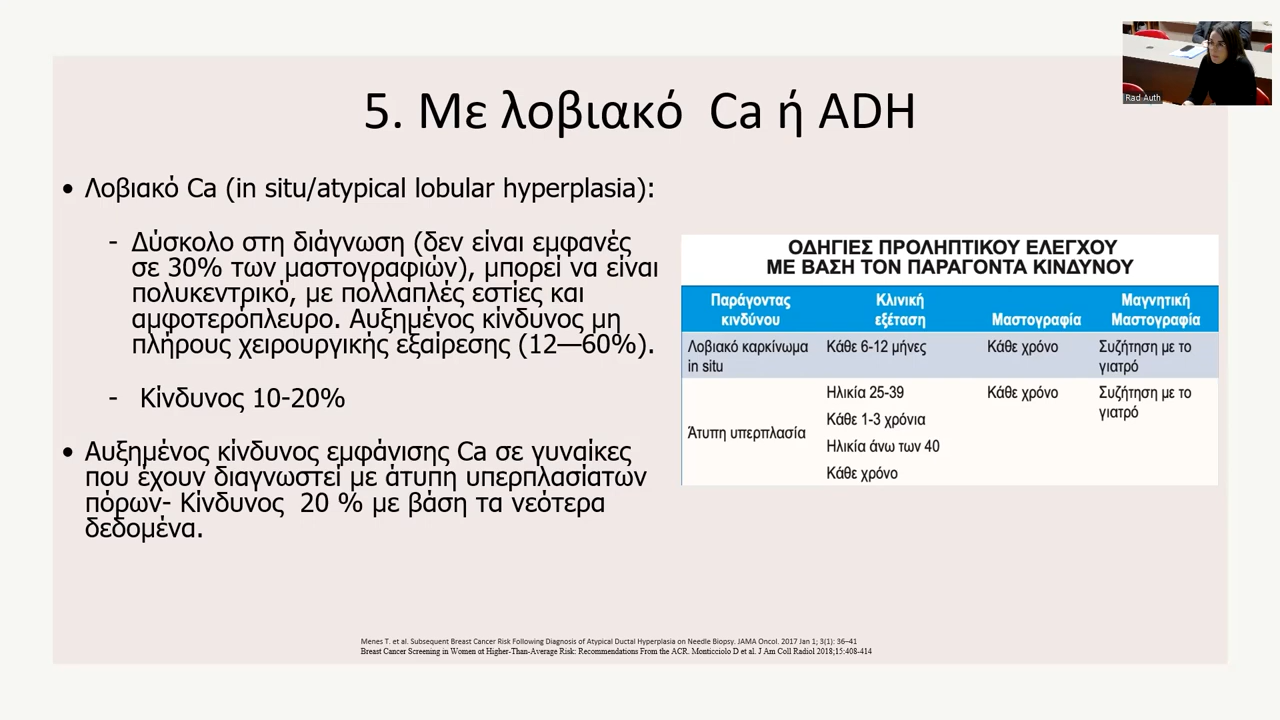 5. Με λοβιακό Ca ή ADH
• Λοβιακό Ca (in situ/atypical lobular hyperplasia):
- Δύσκολο στη διάγνωση (δεν είναι εμφανές
σε 30% των μαστογραφιών), μπορεί να είναι
πολυκεντρικό, με πολλαπλές εστίες και
αμφοτερόπλευρο. Αυξημένος κίνδυνος μη
πλήρους χειρουργικής εξαίρεσης (12—60%).
- Κίνδυνος 10-20%
• Αυξημένος κίνδυνος εμφάνισης Ca σε γυναίκες
που έχουν διαγνωστεί με άτυπη υπερπλασίατων
πόρων- Κίνδυνος 20 % με βάση τα νεότερα
δεδομένα.
ΟΔΗΓΙΕΣ ΠΡΟΛΗΠΤΙΚΟΥ ΕΛΕΓΧΟΥ
ΜΕ ΒΑΣΗ ΤΟΝ ΠΑΡΑΓΟΝΤΑ ΚΙΝΔΥΝΟΥ
Παράγοντας κινδύνου Κλινική εξέταση Μαστογραφία Μαγνητική Μαστογραφία
Λοβιακό καρκίνωμα in situ Κάθε 6-12 μήνες Κάθε χρόνο Συζήτηση με το γιατρό
Άτυπη υπερπλασία Ηλικία 25-39 Κάθε χρόνο Συζήτηση με το γιατρό
Κάθε 1-3 χρόνια
Ηλικία άνω των 40
Κάθε χρόνο
Menes T. et al. Subsequent Breast Cancer Risk Following Diagnosis of Atypical Ductal Hyperplasia on Needle Biopsy. JAMA Oncol. 2017 Jan 1; 3(1): 36–41
Breast Cancer Screening in Women at Higher-Than-Average Risk: Recommendations From the ACR. Monticciolo D et al. J Am Coll Radiol 2018;15:408-414
Rad Auth